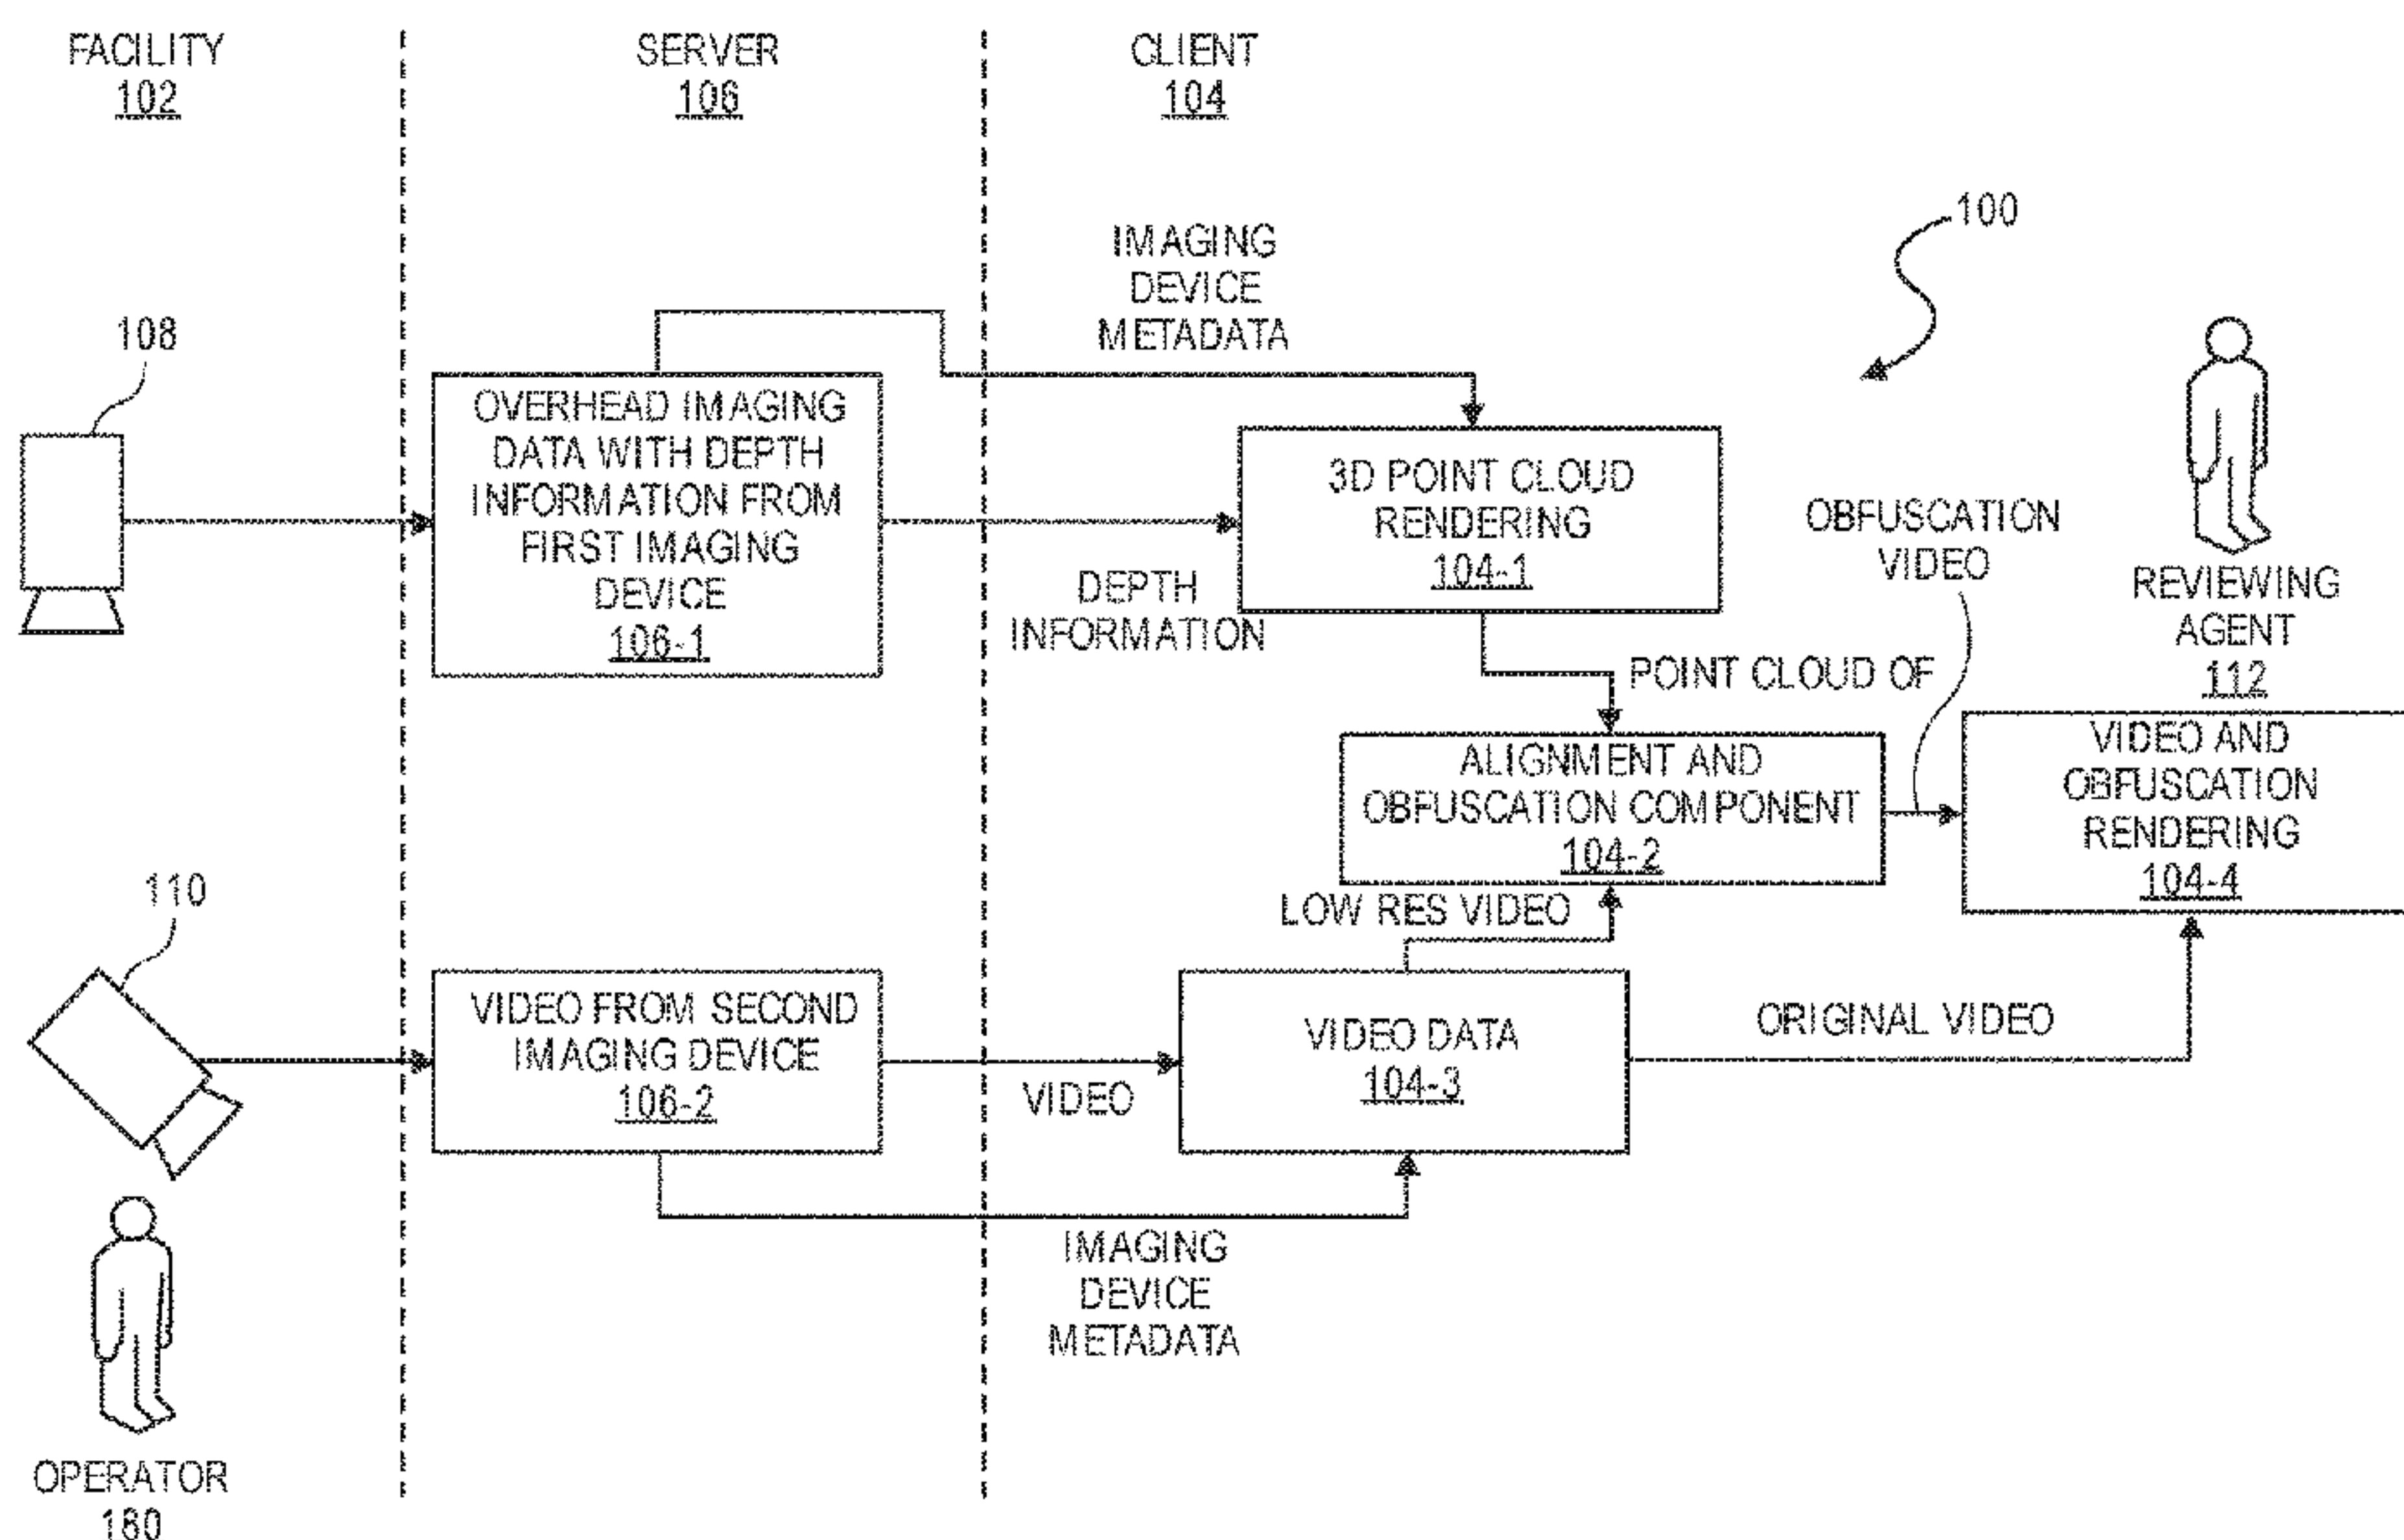 FACILITY
102
SERVER
106
CLIENT
104
100
IMAGING
DEVICE
METADATA
108
OVERHEAD IMAGING
DATA WITH DEPTH
INFORMATION FROM
FIRST IMAGING
DEVICE
106-1
3D POINT CLOUD
RENDERING
104-1
DEPTH
INFORMATION
OBFUSCATION
VIDEO
REVIEWING
AGENT
112
POINT CLOUD OF
ALIGNMENT AND
OBFUSCATION COMPONENT
104-2
VIDEO AND
OBFUSCATION
RENDERING
104-4
LOW RES VIDEO
110
VIDEO FROM SECOND
IMAGING DEVICE
106-2
VIDEO
VIDEO DATA
104-3
ORIGINAL VIDEO
IMAGING
DEVICE
METADATA
OPERATOR
180